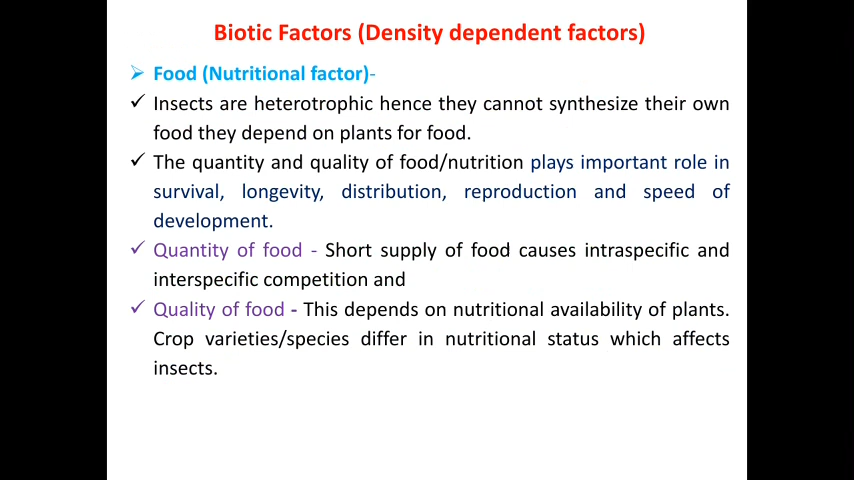 Biotic Factors (Density dependent factors)
➢ Food (Nutritional factor)-
✓ Insects are heterotrophic hence they cannot synthesize their own
food they depend on plants for food.
✓ The quantity and quality of food/nutrition plays important role in
survival, longevity, distribution, reproduction and speed of
development.
✓ Quantity of food - Short supply of food causes intraspecific and
interspecific competition and
✓ Quality of food - This depends on nutritional availability of plants.
Crop varieties/species differ in nutritional status which affects
insects.